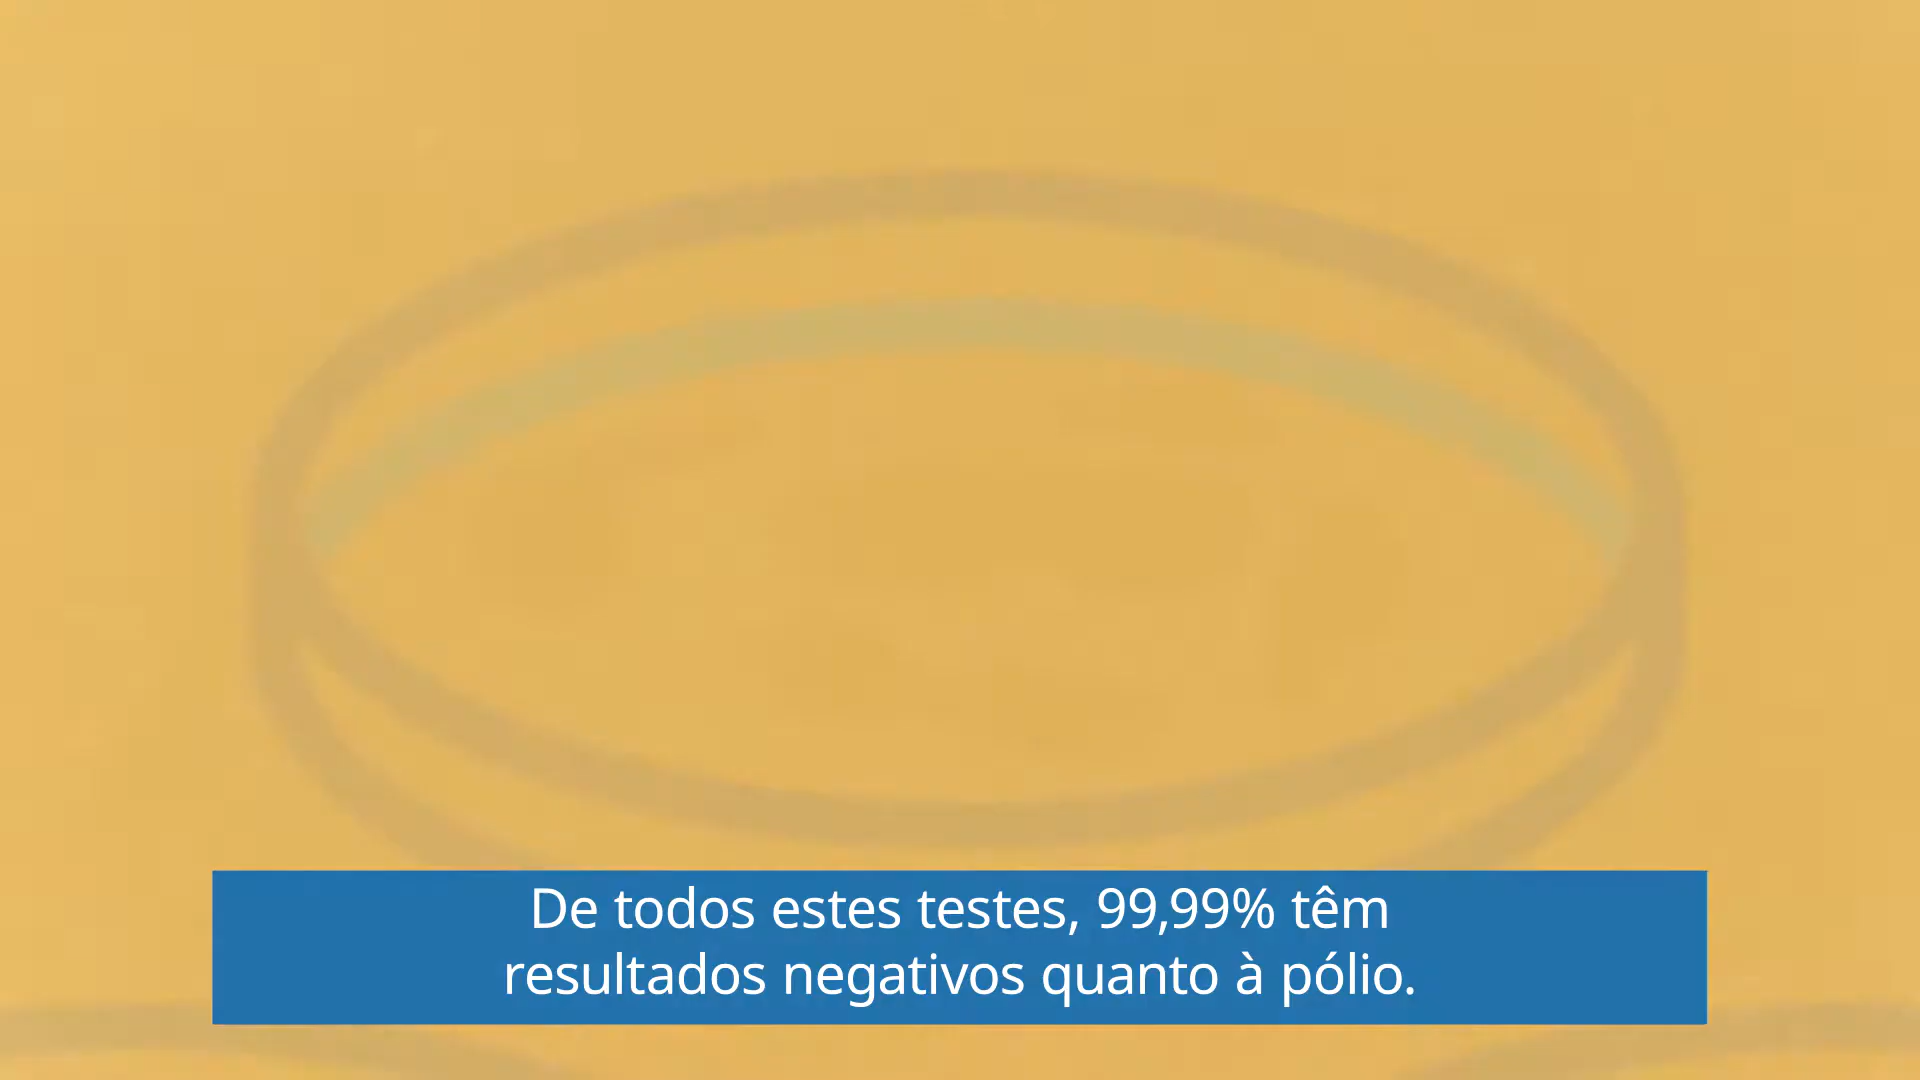 De todos estes testes, 99,99% têm
resultados negativos quanto à pólio.